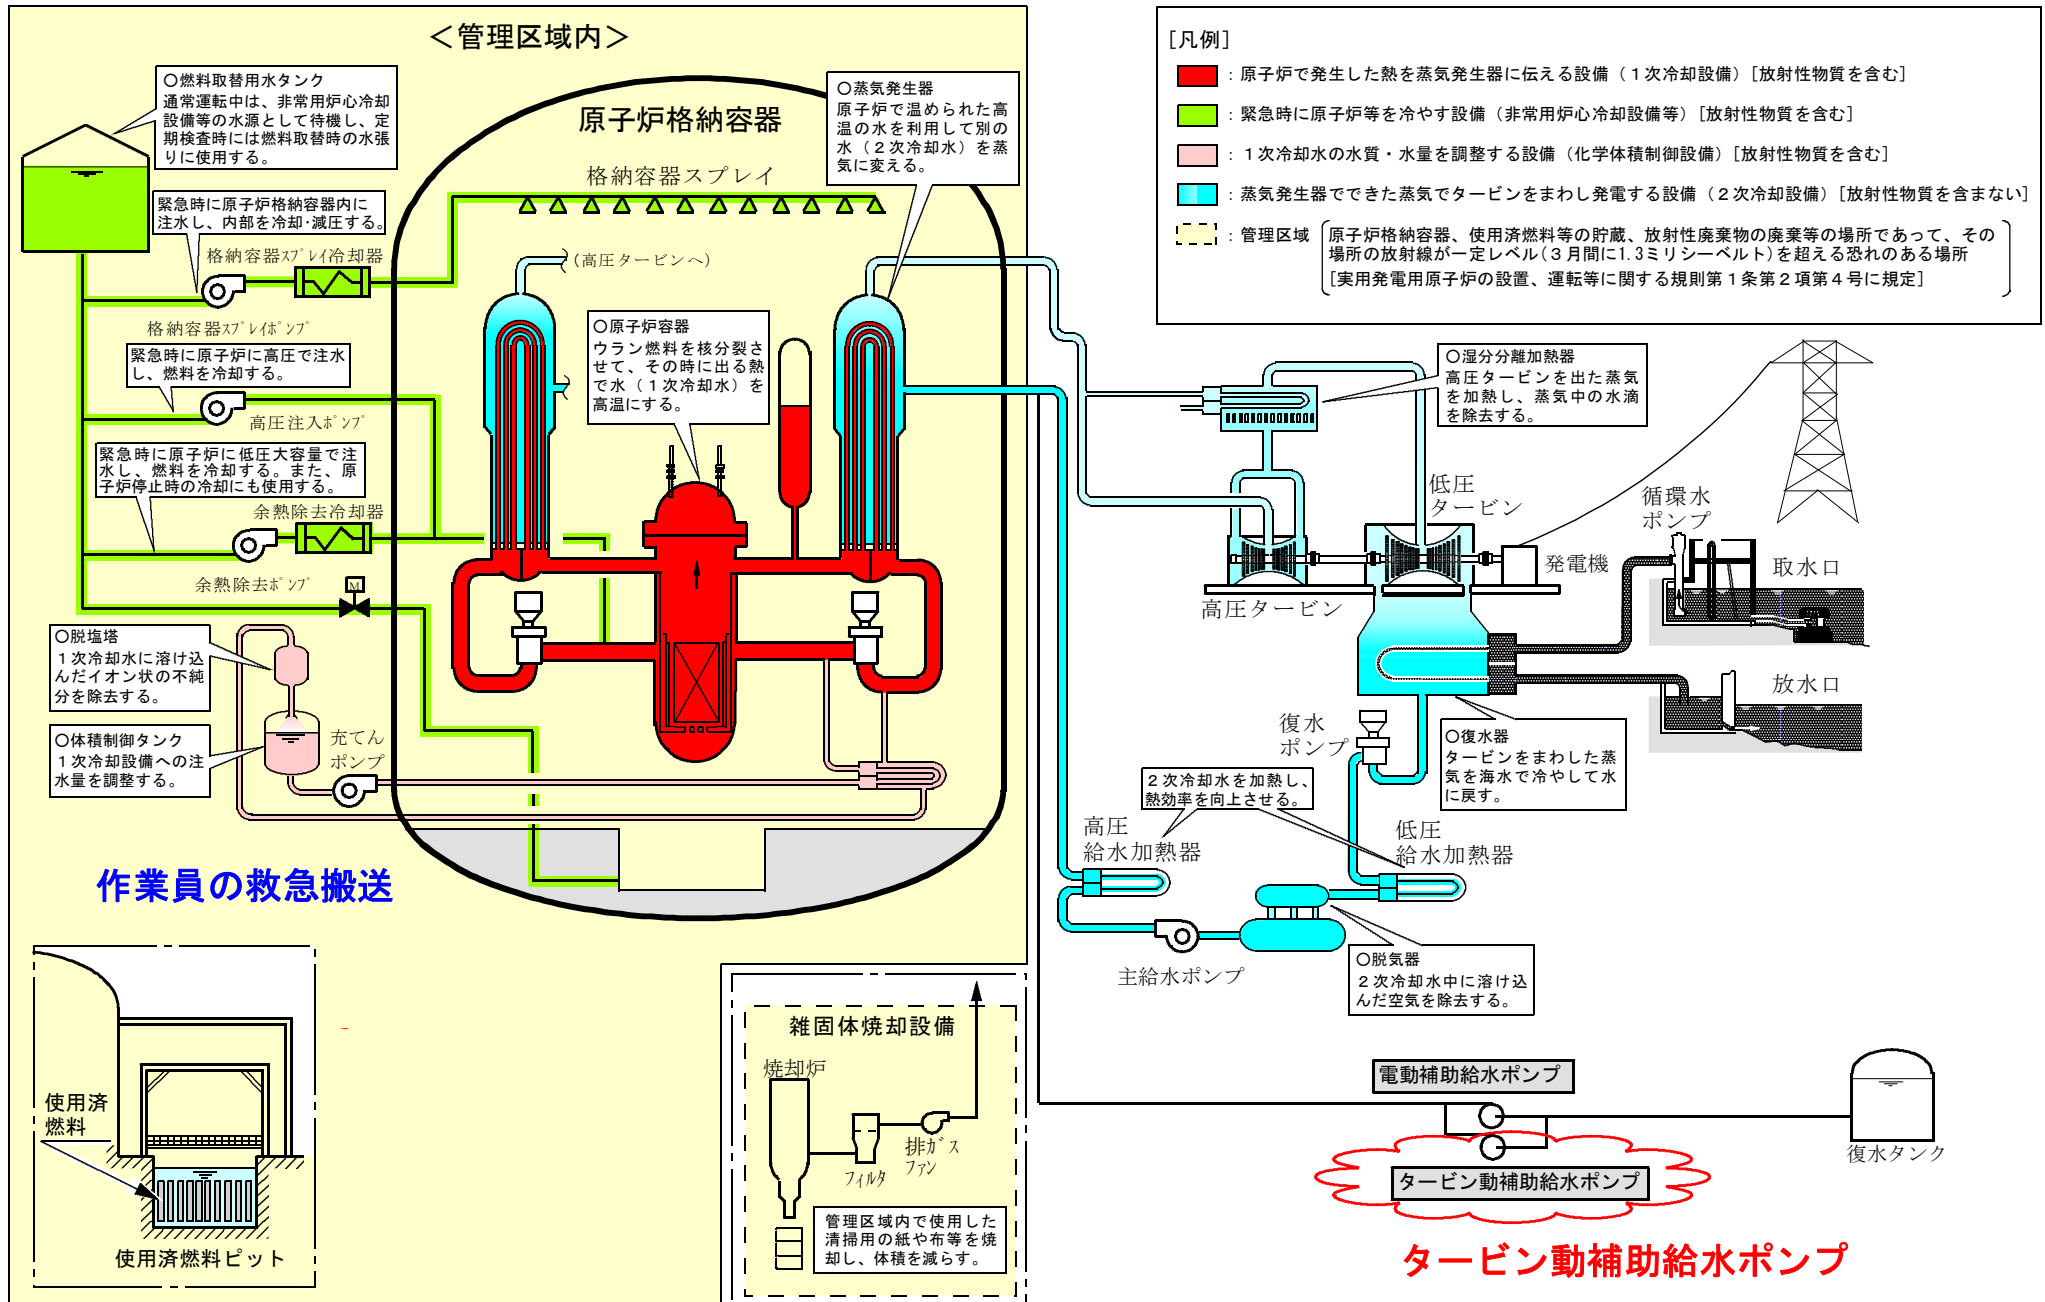 ＜管理区域内＞
○燃料取替用水タンク
通常運転中は、非常用炉心冷却
設備等の水源として待機し、定
期検査時には燃料取替時の水張
りに使用する。
緊急時に原子炉格納容器内に
注水し、内部を冷却･減圧する。
格納容器ｽﾌﾟﾚｲ冷却器
格納容器ｽﾌﾟﾚｲﾎﾟﾝﾌﾟ
緊急時に原子炉に高圧で注水
し、燃料を冷却する。
高圧注入ﾎﾟﾝﾌﾟ
緊急時に原子炉に低圧大容量で注
水し、燃料を冷却する。また、原
子炉停止時の冷却にも使用する。
余熱除去冷却器
余熱除去ﾎﾟﾝﾌﾟ
M
○脱塩塔
１次冷却水に溶け込
んだイオン状の不純
分を除去する。
○体積制御タンク
１次冷却設備への注
水量を調整する。
充てん
ポンプ
原子炉格納容器
格納容器スプレイ
(高圧タービンへ)
○蒸気発生器
原子炉で温められた高
温の水を利用して別の
水（２次冷却水）を蒸
気に変える。
○原子炉容器
ウラン燃料を核分裂さ
せて、その時に出る熱
で水（１次冷却水）を
高温にする。
作業員の救急搬送
使用済
燃料
使用済燃料ピット
雑固体焼却設備
焼却炉
フィルタ
排ガス
ファン
管理区域内で使用した
清掃用の紙や布等を焼
却し、体積を減らす。
[凡例]
：原子炉で発生した熱を蒸気発生器に伝える設備（１次冷却設備）[放射性物質を含む]
：緊急時に原子炉等を冷やす設備（非常用炉心冷却設備等）[放射性物質を含む]
：１次冷却水の水質・水量を調整する設備（化学体積制御設備）[放射性物質を含む]
：蒸気発生器でできた蒸気でタービンをまわし発電する設備（２次冷却設備）[放射性物質を含まない]
：管理区域
原子炉格納容器、使用済燃料等の貯蔵、放射性廃棄物の廃棄等の場所であって、その
場所の放射線が一定レベル(３月間に1.3ミリシーベルト)を超える恐れのある場所
[実用発電用原子炉の設置、運転等に関する規則第１条第２項第４号に規定]
○湿分分離加熱器
高圧タービンを出た蒸気
を加熱し、蒸気中の水滴
を除去する。
低圧
タービン
高圧タービン
発電機
循環水
ポンプ
取水口
放水口
復水
ポンプ
○復水器
タービンをまわした蒸
気を海水で冷やして水
に戻す。
２次冷却水を加熱し、
熱効率を向上させる。
高圧
給水加熱器
低圧
給水加熱器
主給水ポンプ
○脱気器
２次冷却水中に溶け込
んだ空気を除去する。
電動補助給水ポンプ
タービン動補助給水ポンプ
復水タンク
タービン動補助給水ポンプ